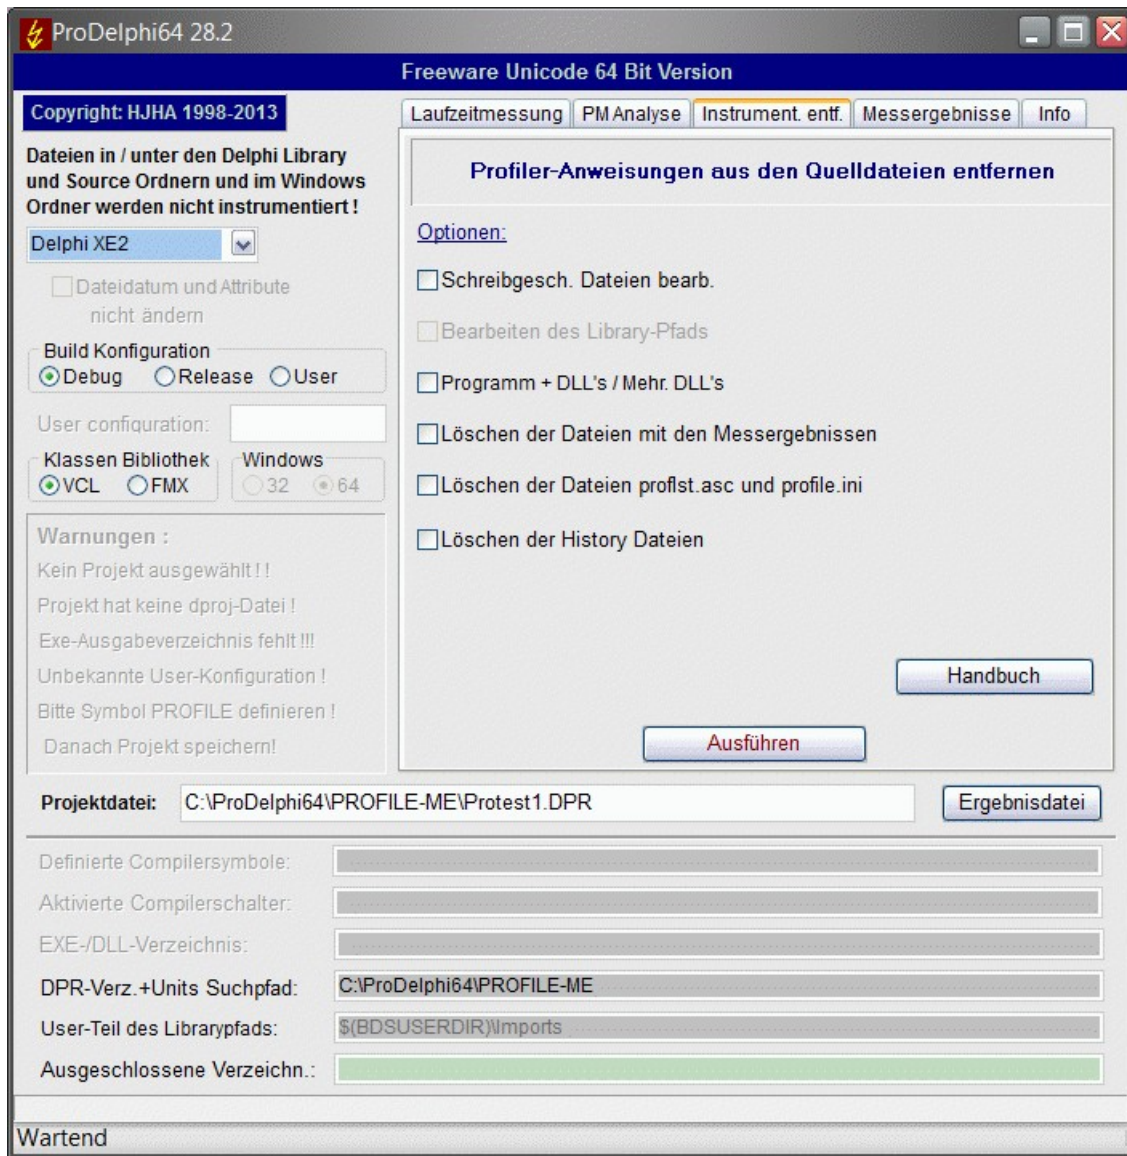 ProDelphi64 28.2
Freeware Unicode 64 Bit Version
Copyright: HJHA 1998-2013
Laufzeitmessung PM Analyse Instrument. entf. Messergebnisse Info
Dateien in / unter den Delphi Library
und Source Ordnern und im Windows
Ordner werden nicht instrumentiert !
Delphi XE2
Dateidatum und Attribute
nicht ändern
Build Konfiguration
Debug Release User
User configuration:
Klassen Bibliothek Windows
VCL FMX 32 64
Warnungen :
Kein Projekt ausgewählt ! !
Projekt hat keine dproj-Datei !
Exe-Ausgabeverzeichnis fehlt !!!
Unbekannte User-Konfiguration !
Bitte Symbol PROFILE definieren !
Danach Projekt speichern!
Profiler-Anweisungen aus den Quelldateien entfernen
Optionen:
Schreibgesch. Dateien bearb.
Bearbeiten des Library-Pfads
Programm + DLL's / Mehr. DLL's
Löschen der Dateien mit den Messergebnissen
Löschen der Dateien proflst.asc und profile.ini
Löschen der History Dateien
Handbuch
Ausführen
Projektdatei: C:\ProDelphi64\PROFILE-ME\Protest1.DPR Ergebnisdatei
Definierte Compilersymbole:
Aktivierte Compilerschalter:
EXE-/DLL-Verzeichnis:
DPR-Verz.+Units Suchpfad: C:\ProDelphi64\PROFILE-ME
User-Teil des Librarypfads: $(BDSUSERDIR)\Imports
Ausgeschlossene Verzeichn.:
Wartend